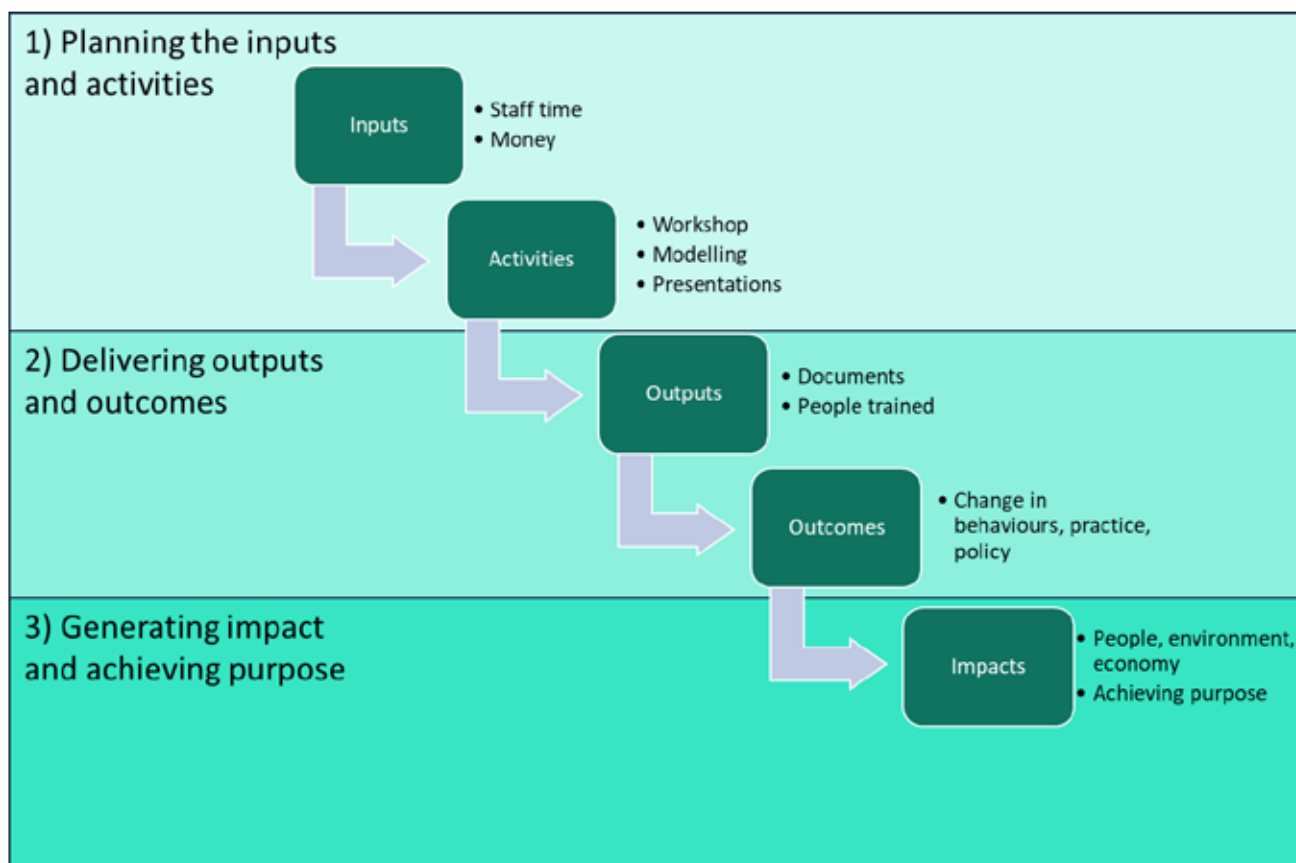 1) Planning the inputs
and activities
Inputs
• Staff time
• Money
Activities
• Workshop
• Modelling
• Presentations
2) Delivering outputs
and outcomes
Outputs
• Documents
• People trained
Outcomes
• Change in
behaviours, practice,
policy
3) Generating impact
and achieving purpose
Impacts
• People, environment,
economy
• Achieving purpose